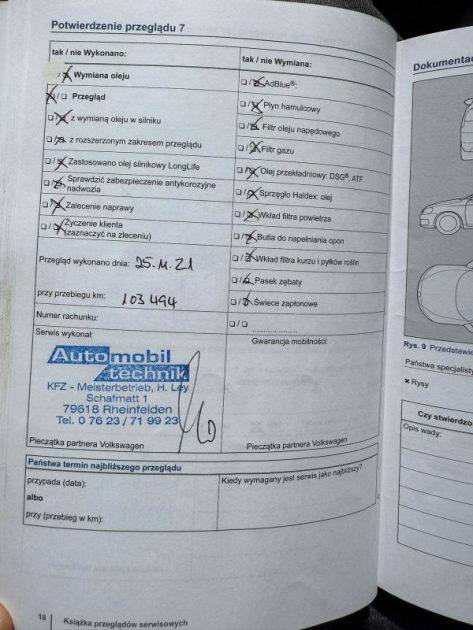 Potwierdzenie przeglądu 7
tak / nie Wykonano:
Wymiana oleju
Przegląd
z wymianą oleju w silniku
z rozszerzonym zakresem przeglądu
Zastosowano olej silnikowy LongLife
Sprawdzić zabezpieczenie antykorozyjne
nadwozia
Zalecenie naprawy
Życzenie klienta
(zaznaczyć na zleceniu)
Przegląd wykonano dnia: 25.11.21
przy przebiegu km: 103 494
Numer rachunku:
Serwis wykonał:
Automobil
technik
KFZ - Meisterbetrieb, H. Ley
Schafmatt 1
79618 Rheinfelden
Tel. 0 76 23 / 71 99 23
Pieczątka partnera Volkswagen
tak / nie Wymiana:
AdBlue®:
Płyn hamulcowy
Filtr oleju napędowego
Filtr gazu
Olej przekładniowy: DSG®, ATF
Sprzęgło Haldex: olej
Wkład filtra powietrza
Butla do napełniania opon
Wkład filtra kurzu i pyłków roślin
Pasek zębaty
Świece zapłonowe
Gwarancja mobilności:
Pieczątka partnera Volkswagen
Państwa termin najbliższego przeglądu
przypada (data):
albo
przy (przebieg w km):
Kiedy wymagany jest serwis jako najbliższy?
18 Książka przeglądów serwisowych
Rys. 9 Przedstawie
Państwa specjalisty
× Rysy
Czy stwierdzo
Opis wady: